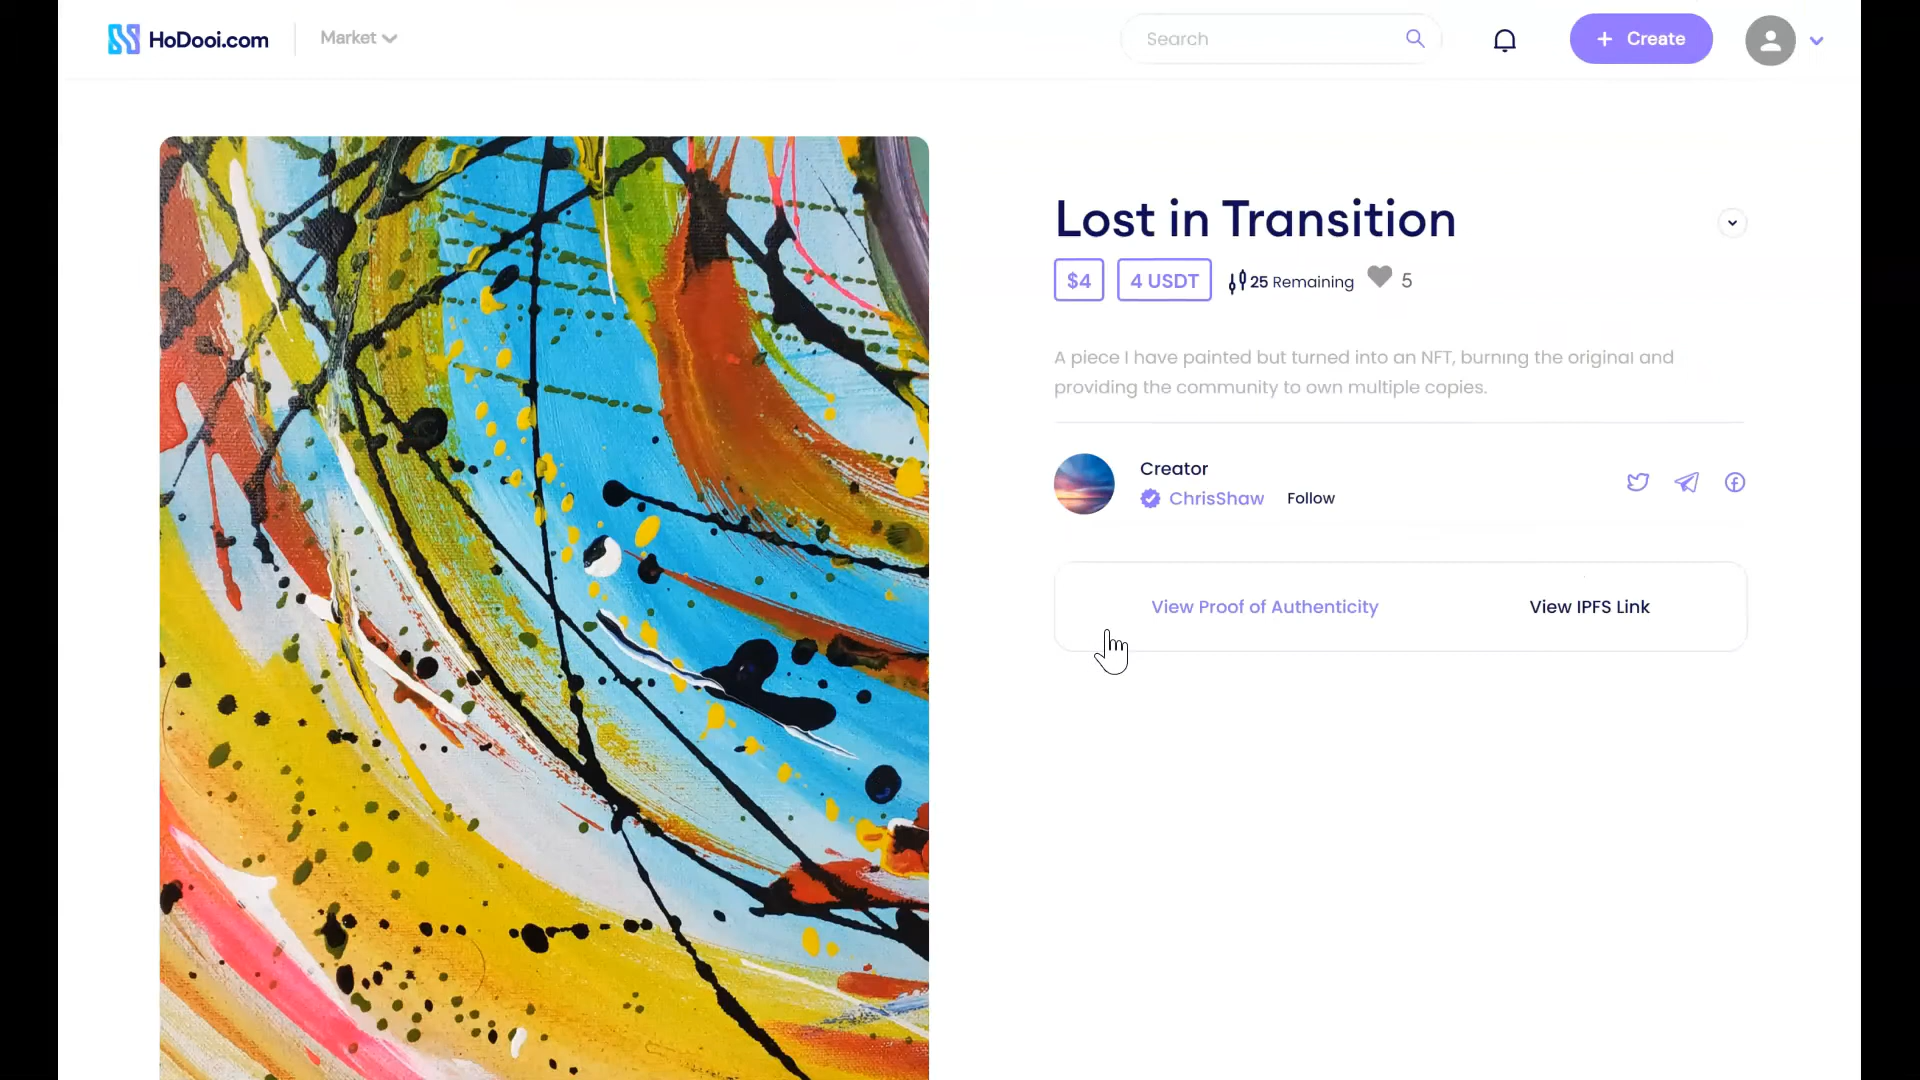 HoDooi.com
Market
Search
+ Create
Lost in Transition
$4
4 USDT
25 Remaining
5
A piece I have painted but turned into an NFT, burning the original and
providing the community to own multiple copies.
Creator
ChrisShaw Follow
View Proof of Authenticity
View IPFS Link